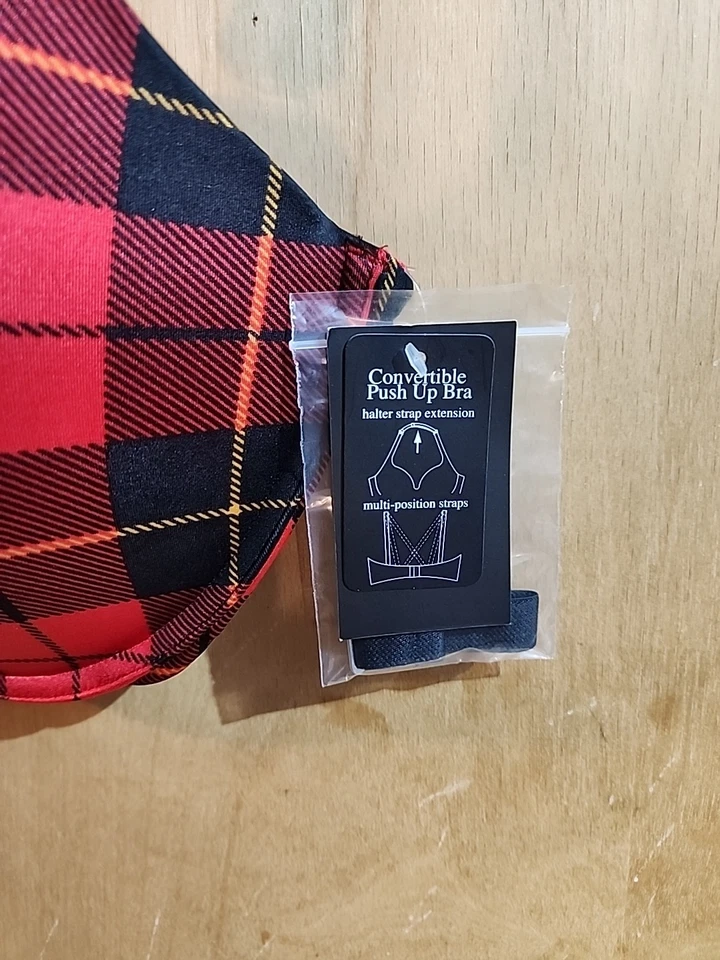 Convertible
Push Up Bra
halter strap extension
multi-position straps